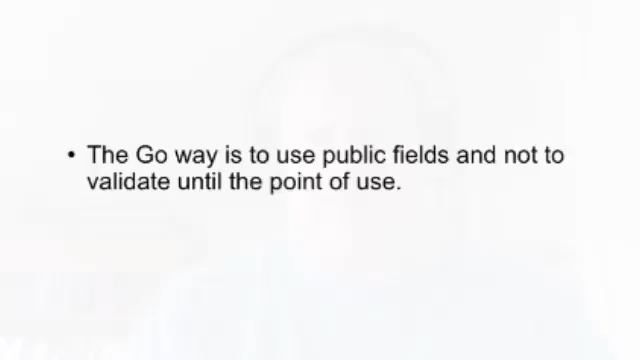 • The Go way is to use public fields and not to
validate until the point of use.